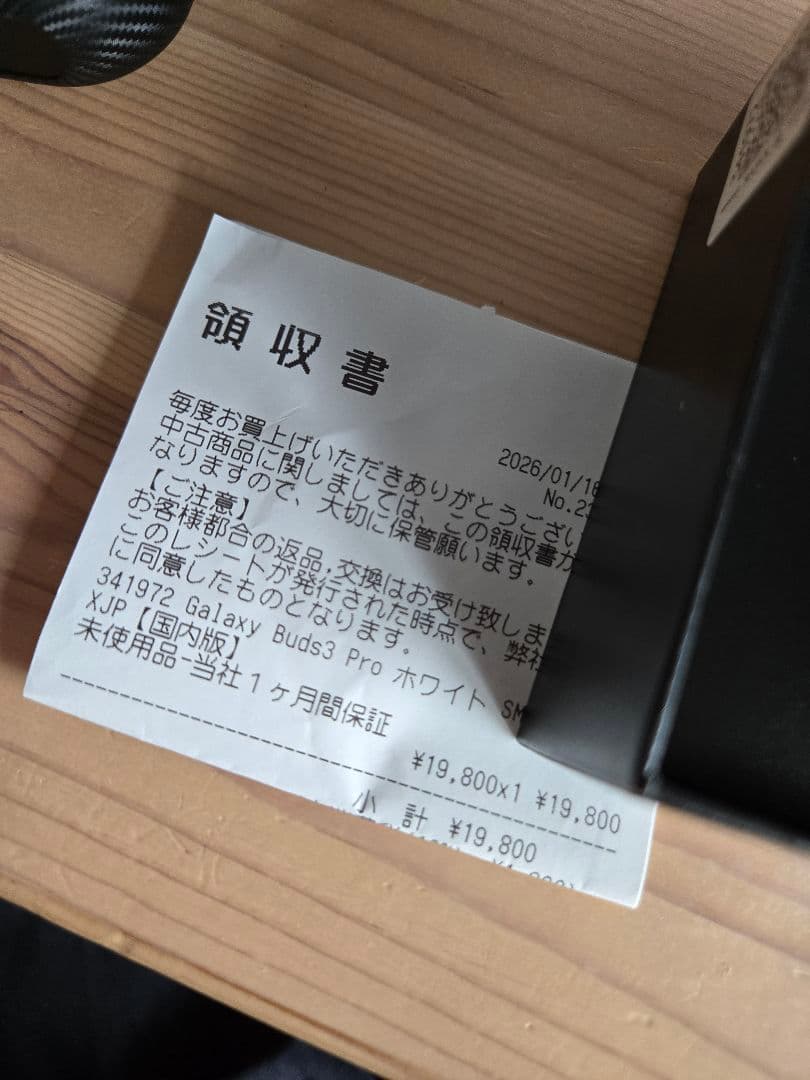 領収書
2026/01/18
No.22
毎度お買上げいただきありがとうござい
中古商品に関しましては、この領収書が
なりますので、大切に保管願います。
【ご注意】
お客様都合の返品,交換はお受け致しま
このレシートが発行された時点で、弊社
に同意したものとなります。
341972 Galaxy Buds3 Pro ホワイト SM
XJP【国内版】
未使用品-当社1ヶ月間保証
¥19,800x1 ¥19,800
小 計 ¥19,800